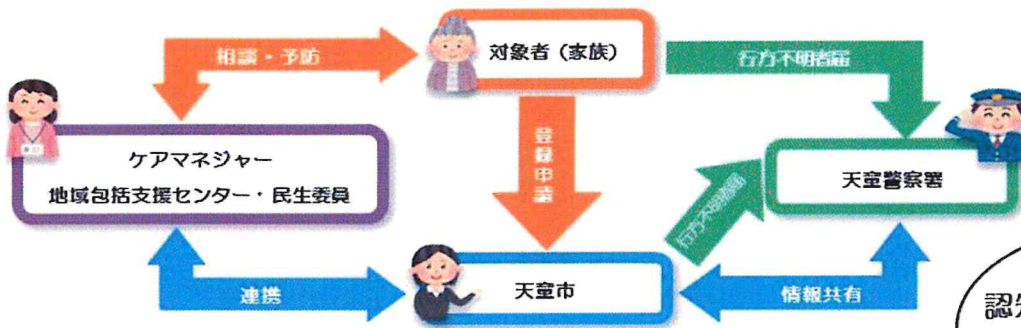 相談・予防
対象者（家族）
行方不明者届
ケアマネジャー
地域包括支援センター・民生委員
登録申請
天童警察署
行方不明者届
連携
天童市
情報共有
認知